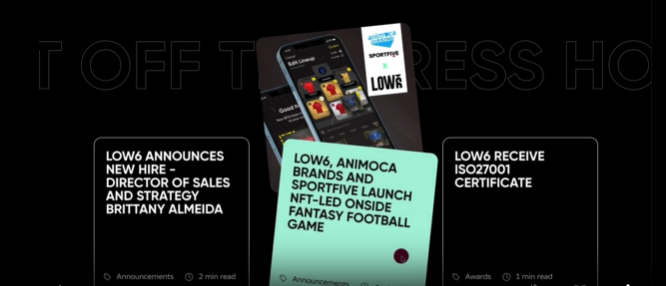 T OFF T
RESS HO
Edit Lineup
animoca
SPORTFIVE
X
LOW6
LOW6 ANNOUNCES
NEW HIRE -
DIRECTOR OF SALES
AND STRATEGY
BRITTANY ALMEIDA
Announcements
2 min read
LOW6, ANIMOCA
BRANDS AND
SPORTFIVE LAUNCH
NFT-LED ONSIDE
FANTASY FOOTBALL
GAME
Announcements
LOW6 RECEIVE
ISO27001
CERTIFICATE
Awards
1 min read